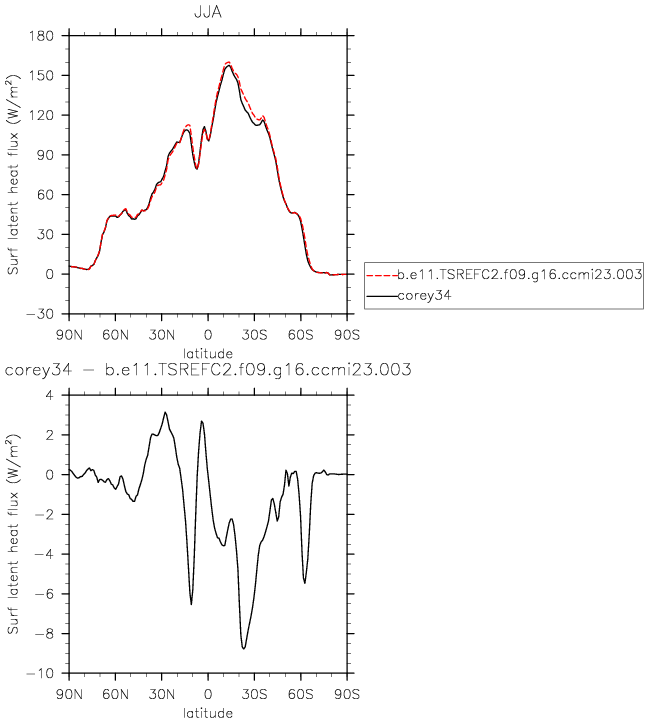 JJA
180
150
120
90
60
30
0
−30
Surf latent heat flux (W/m²)
90N 60N 30N 0 30S 60S 90S
latitude
b.e11.TSREFC2.f09.g16.ccmi23.003
corey34
corey34 − b.e11.TSREFC2.f09.g16.ccmi23.003
4
2
0
−2
−4
−6
−8
−10
Surf latent heat flux (W/m²)
90N 60N 30N 0 30S 60S 90S
latitude